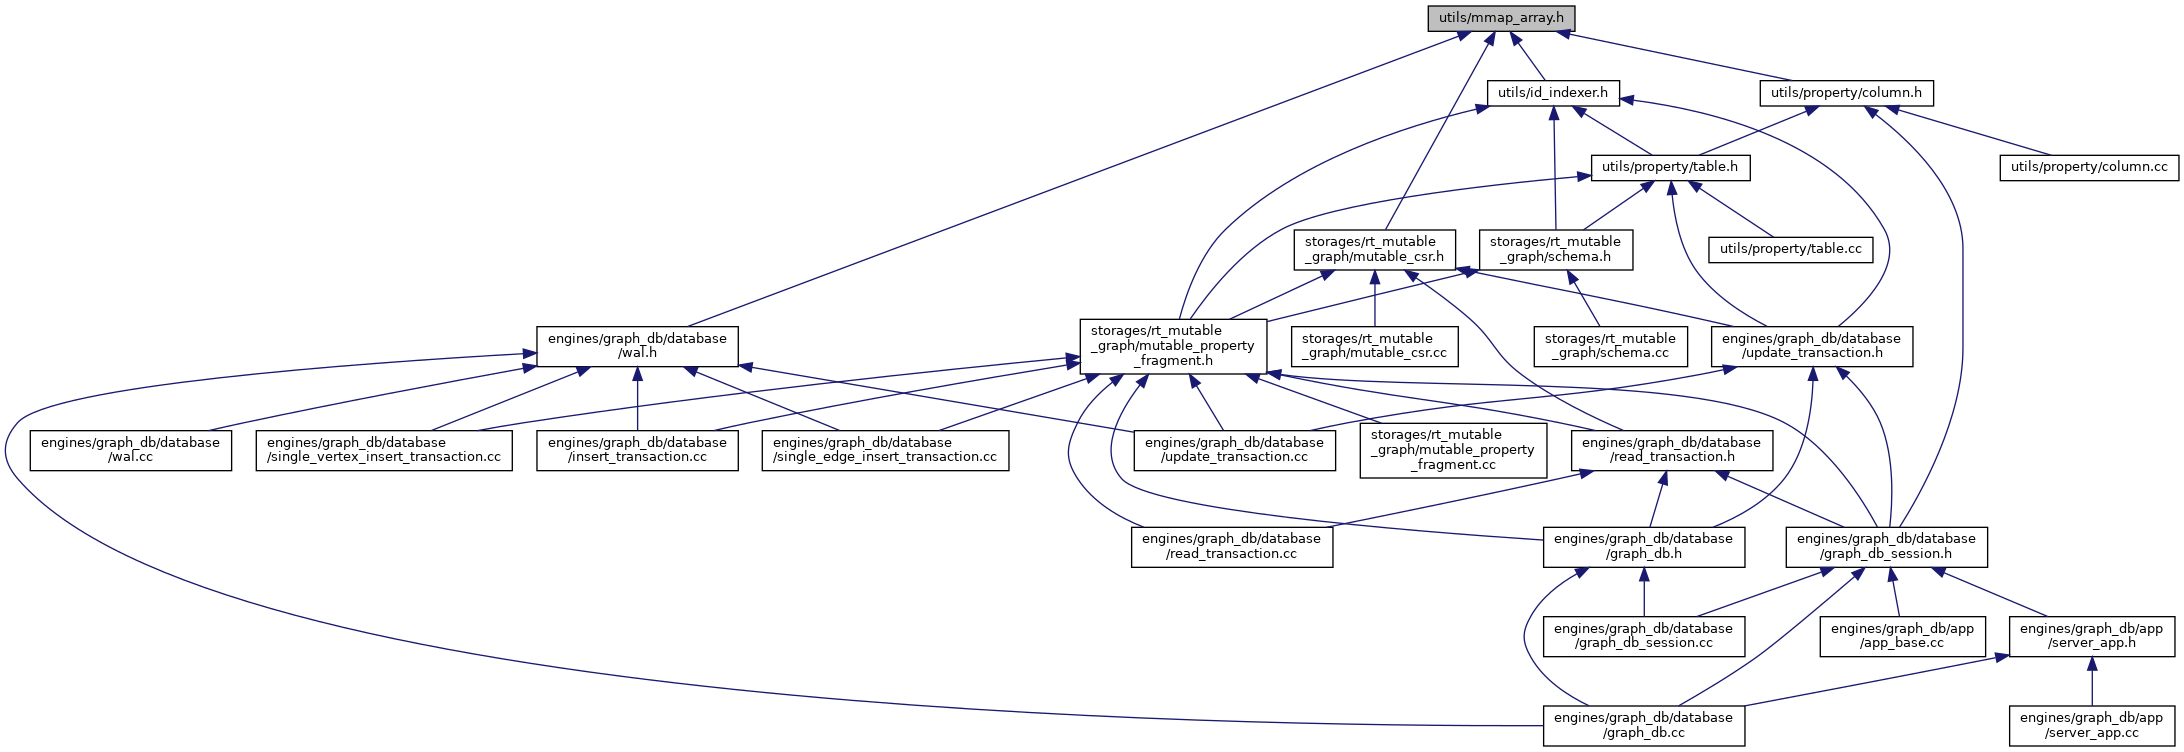 utils/mmap_array.h
utils/id_indexer.h
utils/property/column.h
utils/property/table.h
utils/property/column.cc
storages/rt_mutable
_graph/mutable_csr.h
storages/rt_mutable
_graph/schema.h
utils/property/table.cc
engines/graph_db/database
/wal.h
storages/rt_mutable
_graph/mutable_property
_fragment.h
storages/rt_mutable
_graph/mutable_csr.cc
storages/rt_mutable
_graph/schema.cc
engines/graph_db/database
/update_transaction.h
engines/graph_db/database
/wal.cc
engines/graph_db/database
/single_vertex_insert_transaction.cc
engines/graph_db/database
/insert_transaction.cc
engines/graph_db/database
/single_edge_insert_transaction.cc
engines/graph_db/database
/update_transaction.cc
storages/rt_mutable
_graph/mutable_property
_fragment.cc
engines/graph_db/database
/read_transaction.h
engines/graph_db/database
/read_transaction.cc
engines/graph_db/database
/graph_db.h
engines/graph_db/database
/graph_db_session.h
engines/graph_db/database
/graph_db_session.cc
engines/graph_db/app
/app_base.cc
engines/graph_db/app
/server_app.h
engines/graph_db/database
/graph_db.cc
engines/graph_db/app
/server_app.cc